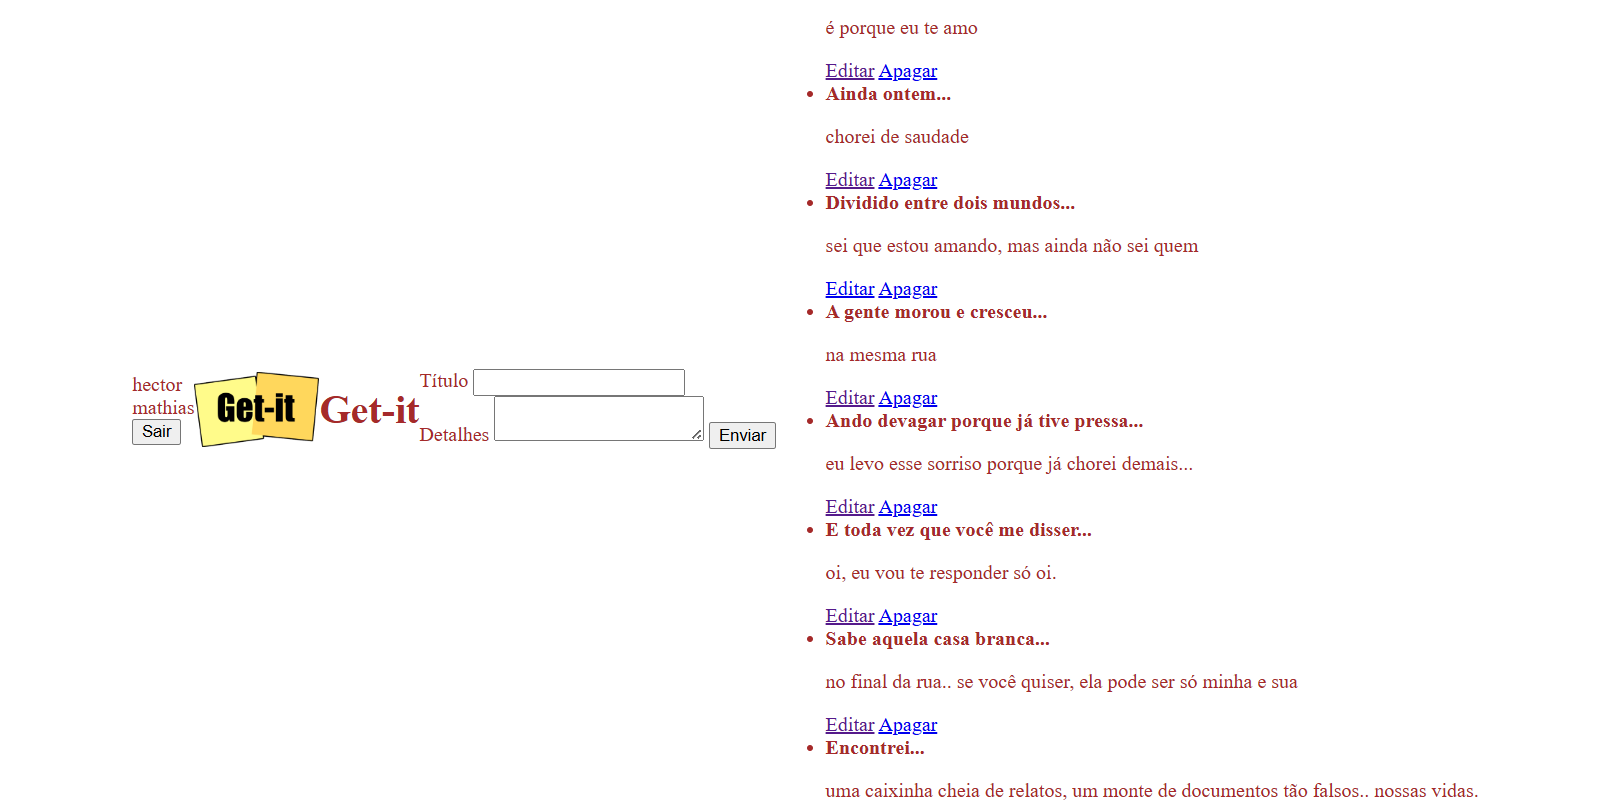 hector
mathias
Sair
Get-it
Get-it
Título
Detalhes
Enviar
é porque eu te amo
Editar Apagar
Ainda ontem...
chorei de saudade
Editar Apagar
Dividido entre dois mundos...
sei que estou amando, mas ainda não sei quem
Editar Apagar
A gente morou e cresceu...
na mesma rua
Editar Apagar
Ando devagar porque já tive pressa...
eu levo esse sorriso porque já chorei demais...
Editar Apagar
E toda vez que você me disser...
oi, eu vou te responder só oi.
Editar Apagar
Sabe aquela casa branca...
no final da rua.. se você quiser, ela pode ser só minha e sua
Editar Apagar
Encontrei...
uma caixinha cheia de relatos, um monte de documentos tão falsos.. nossas vidas.